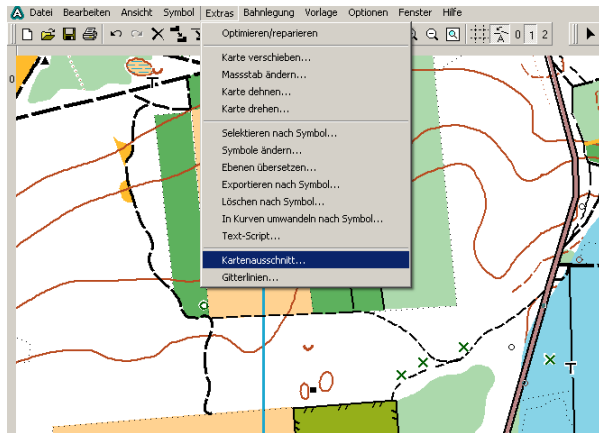 Datei Bearbeiten Ansicht Symbol Extras Bahnlegung Vorlage Optionen Fenster Hilfe
0 1 2
Optimieren/reparieren
0
Karte verschieben...
Massstab ändern...
Karte dehnen...
Karte drehen...
Selektieren nach Symbol...
Symbole ändern...
Ebenen übersetzen...
Exportieren nach Symbol...
Löschen nach Symbol...
In Kurven umwandeln nach Symbol...
Text-Script...
Kartenausschnitt...
Gitterlinien...